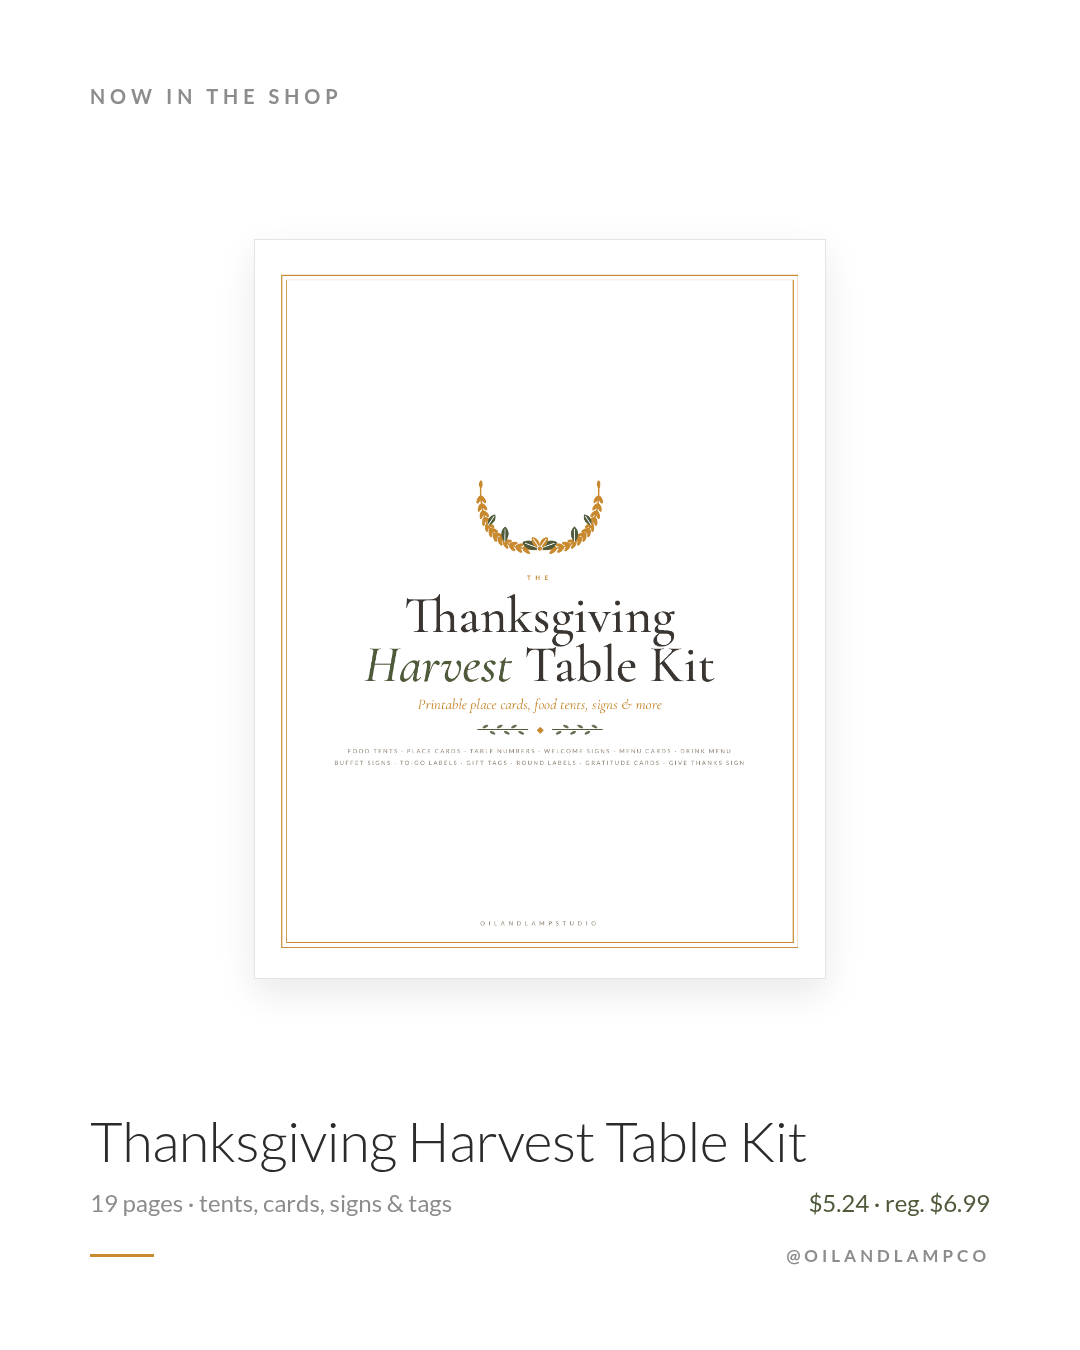 NOW IN THE SHOP
THE
Thanksgiving
Harvest Table Kit
Printable place cards, food tents, signs & more
FOOD TENTS · PLACE CARDS · TABLE NUMBERS · WELCOME SIGNS · MENU CARDS · DRINK MENU
BUFFET SIGNS · TO-GO LABELS · GIFT TAGS · ROUND LABELS · GRATITUDE CARDS · GIVE THANKS SIGN
OILANDLAMPSTUDIO
Thanksgiving Harvest Table Kit
19 pages · tents, cards, signs & tags
$5.24 · reg. $6.99
@OILANDLAMPCO